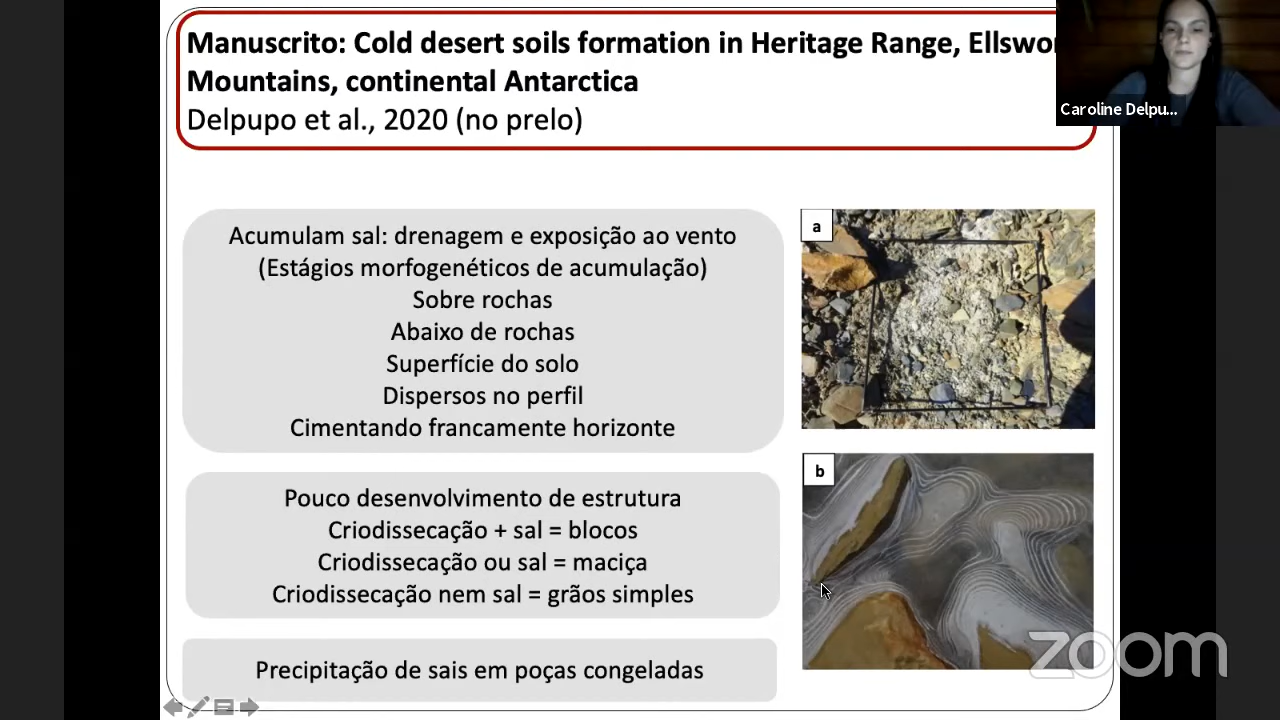 Manuscrito: Cold desert soils formation in Heritage Range,
Mountains, continental Antarctica
Delpupo et al., 2020 (no prelo)
Caroline Delpu...
Acumulam sal: drenagem e exposição ao vento
(Estágios morfogenéticos de acumulação)
Sobre rochas
Abaixo de rochas
Superfície do solo
Dispersos no perfil
Cimentando francamente horizonte
a
Pouco desenvolvimento de estrutura
Criodissecação + sal = blocos
Criodissecação ou sal = maciça
Criodissecação nem sal = grãos simples
b
Precipitação de sais em poças congeladas
zoom